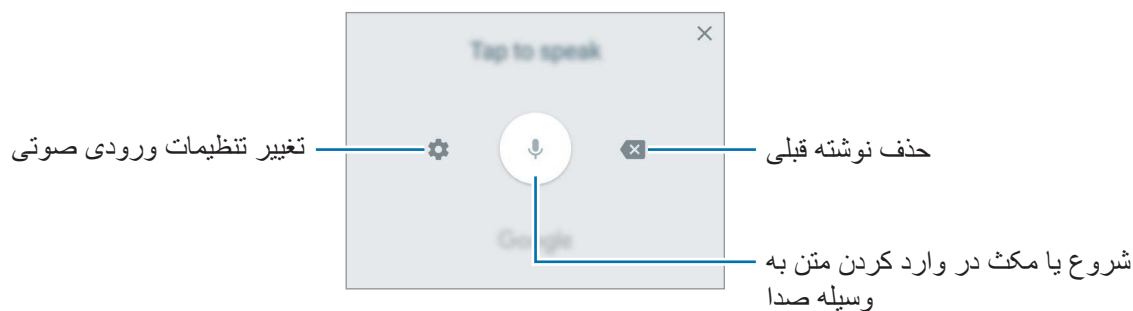 Tap to speak
تغییر تنظیمات ورودی صوتی
حذف نوشته قبلی
Google
شروع یا مکث در وارد کردن متن به
وسیله صدا